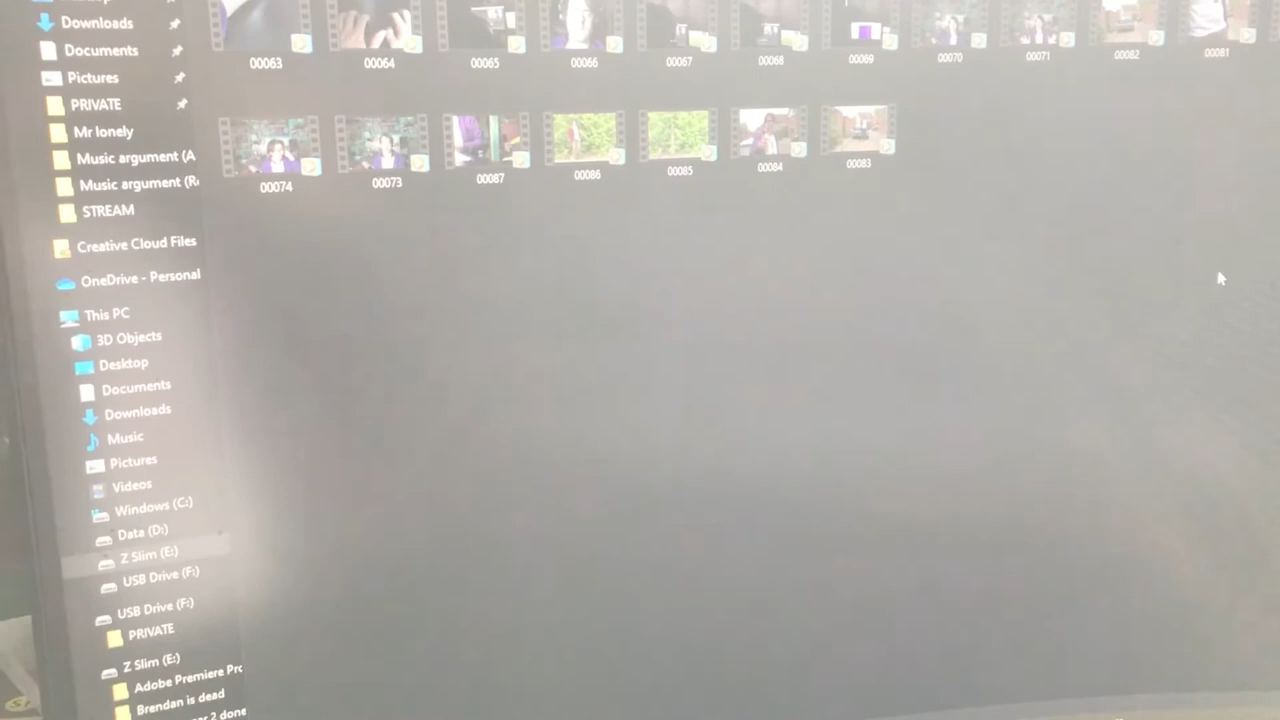 Downloads
Documents
Pictures
PRIVATE
Mr lonely
Music argument (A
Music argument (R
STREAM
Creative Cloud Files
OneDrive - Personal
This PC
3D Objects
Desktop
Documents
Downloads
Music
Pictures
Videos
Windows (C:)
Data (D:)
Z Slim (E:)
USB Drive (F:)
USB Drive (F:)
PRIVATE
Z Slim (E:)
Adobe Premiere Prc
Brendan is dead
2 done
00063 00064 00065 00066 00067 00068 00069 00070 00071 00082 00081
00074 00073 00087 00086 00085 00084 00083